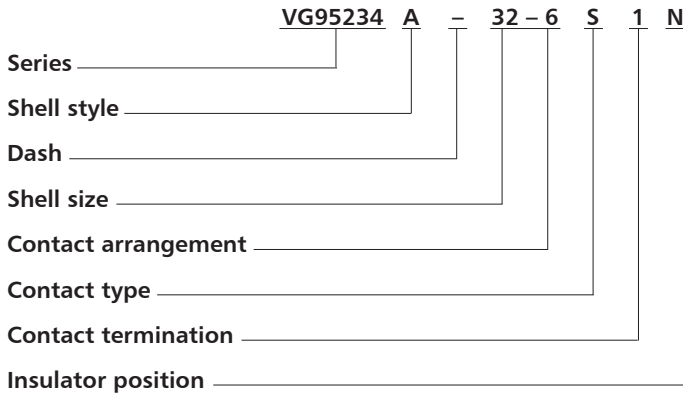 VG95234 A – 32 – 6 S 1 N
Series
Shell style
Dash
Shell size
Contact arrangement
Contact type
Contact termination
Insulator position